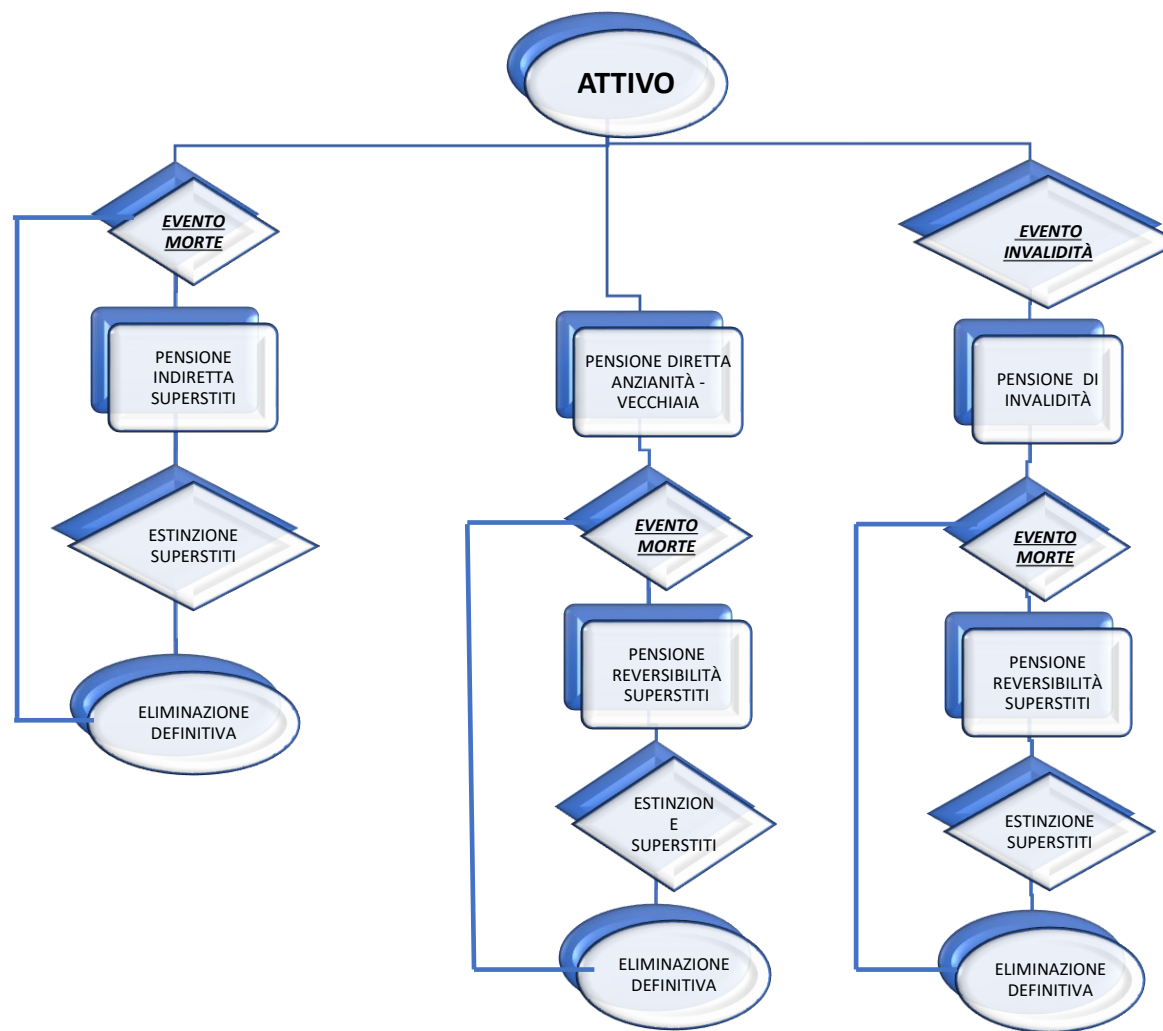 ATTIVO
EVENTO
MORTE
PENSIONE
INDIRETTA
SUPERSTITI
ESTINZIONE
SUPERSTITI
ELIMINAZIONE
DEFINITIVA
PENSIONE DIRETTA
ANZIANITÀ -
VECCHIAIA
EVENTO
MORTE
PENSIONE
REVERSIBILITÀ
SUPERSTITI
ESTINZION
E
SUPERSTITI
ELIMINAZIONE
DEFINITIVA
EVENTO
INVALIDITÀ
PENSIONE DI
INVALIDITÀ
EVENTO
MORTE
PENSIONE
REVERSIBILITÀ
SUPERSTITI
ESTINZIONE
SUPERSTITI
ELIMINAZIONE
DEFINITIVA